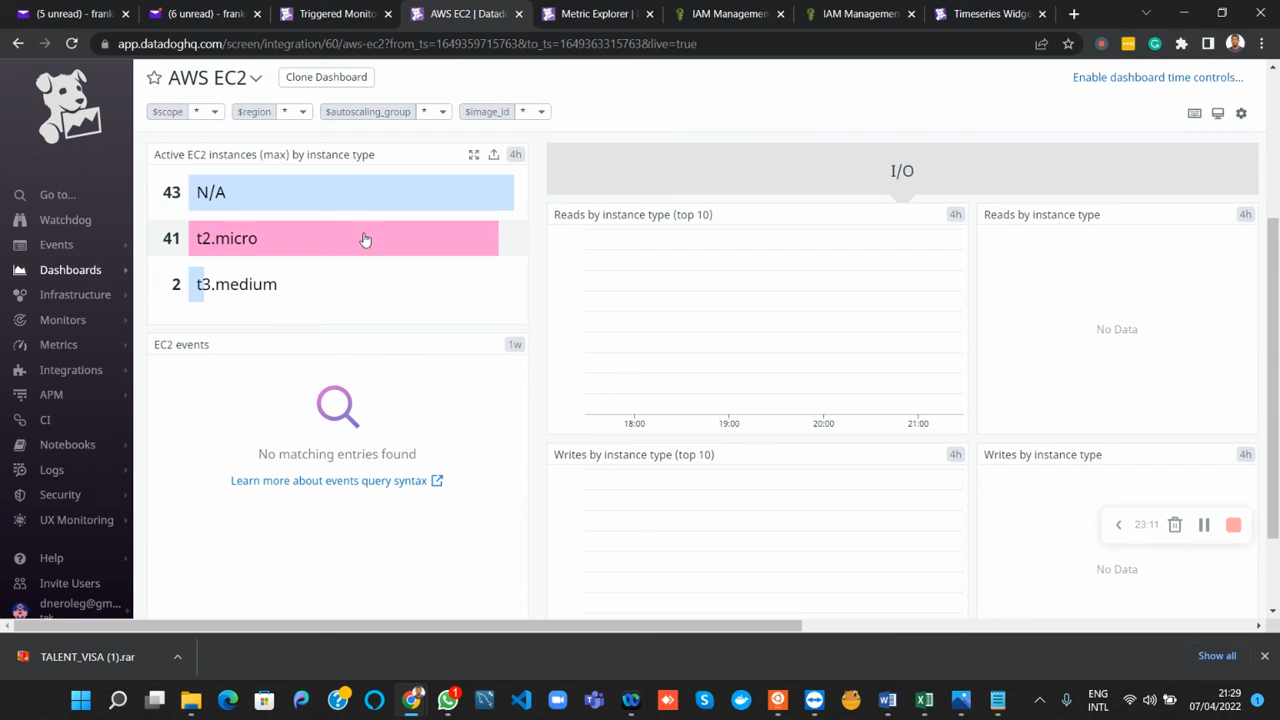 (5 unread) - frank
(6 unread) - frank
Triggered Monito
AWS EC2 | Datado
Metric Explorer | D
IAM Managemen
IAM Managemen
Timeseries Widge
app.datadoghq.com/screen/integration/60/aws-ec2?from_ts=1649359715763&to_ts=1649363315763&live=true
AWS EC2
Clone Dashboard
Enable dashboard time controls...
$scope *
$region *
$autoscaling_group *
$image_id *
Go to...
Watchdog
Events
Dashboards
Infrastructure
Monitors
Metrics
Integrations
APM
CI
Notebooks
Logs
Security
UX Monitoring
Help
Invite Users
dneroleg@gm...
tek
Active EC2 instances (max) by instance type
4h
43 N/A
41 t2.micro
2 t3.medium
EC2 events
1w
No matching entries found
Learn more about events query syntax
I/O
Reads by instance type (top 10)
4h
18:00 19:00 20:00 21:00
Reads by instance type
4h
No Data
Writes by instance type (top 10)
4h
Writes by instance type
4h
No Data
23:11
TALENT_VISA (1).rar
Show all
1
ENG
INTL
21:29
07/04/2022
1